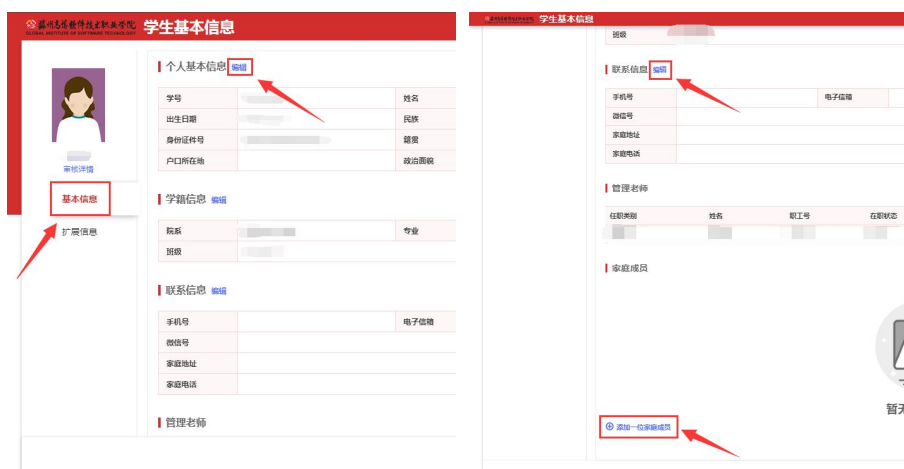 学生基本信息
个人基本信息 编辑
学号 姓名
出生日期 民族
身份证件号 籍贯
户口所在地 政治面貌
审核详情
基本信息
扩展信息
学籍信息 编辑
院系 专业
班级
联系信息 编辑
手机号 电子信箱
微信号
家庭地址
家庭电话
管理老师
学生基本信息
班级
联系信息 编辑
手机号 电子信箱
微信号
家庭地址
家庭电话
管理老师
任职类别 姓名 职工号 在职状态
家庭成员
暂无
添加一位家庭成员